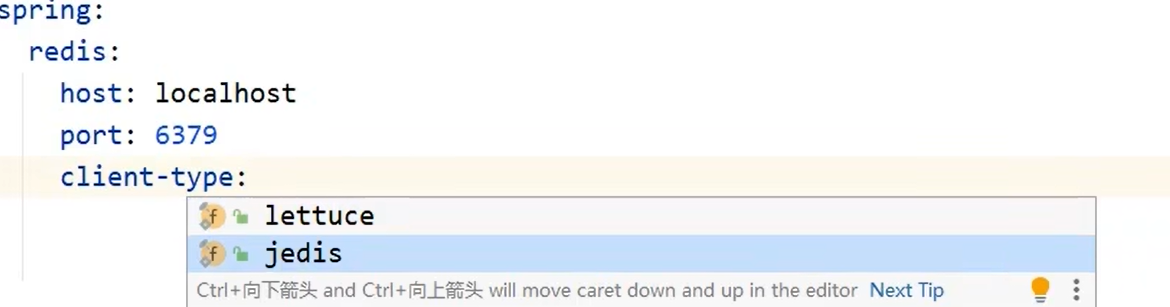 spring:
redis:
host: localhost
port: 6379
client-type:
lettuce
jedis
Ctrl+向下箭头 and Ctrl+向上箭头 will move caret down and up in the editor Next Tip